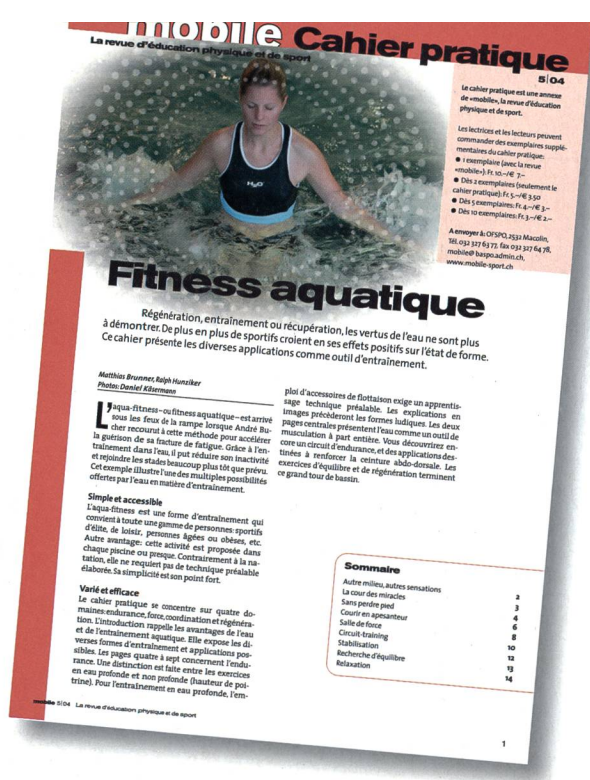 mobile Cahier pratique
La revue d'éducation physique et de sport
5|04
Le cahier pratique est une annexe
de «mobile», la revue d'éducation
physique et de sport.
Les lectrices et les lecteurs peuvent
commander des exemplaires supplé-
mentaires du cahier pratique:
● 1 exemplaire (avec la revue
«mobile»): Fr. 10.–/€ 7.–
● Dès 2 exemplaires (seulement le
cahier pratique): Fr. 5.–/€ 3.50
● Dès 5 exemplaires: Fr. 4.–/€ 3.–
● Dès 10 exemplaires: Fr. 3.–/€ 2.–
A envoyer à: OFSPO, 2532 Macolin,
Tél. 032 327 63 77, fax 032 327 64 78,
mobile@baspo.admin.ch,
www.mobile-sport.ch
H₂O
Fitness aquatique
Régénération, entraînement ou récupération, les vertus de l'eau ne sont plus
à démontrer. De plus en plus de sportifs croient en ses effets positifs sur l'état de forme.
Ce cahier présente les diverses applications comme outil d'entraînement.
Matthias Brunner, Ralph Hunziker
Photo: Daniel Käsermann
L'aqua-fitness – ou fitness aquatique – est arrivé
sous les feux de la rampe lorsque André Bu-
cher recourut à cette méthode pour accélérer
la guérison de sa fracture de fatigue. Grâce à l'en-
traînement dans l'eau, il put réduire son inactivité
et rejoindre les stades beaucoup plus tôt que prévu.
Cet exemple illustre l'une des multiples possibilités
offertes par l'eau en matière d'entraînement.
Simple et accessible
L'aqua-fitness est une forme d'entraînement qui
convient à toute une gamme de personnes: sportifs
d'élite, de loisir, personnes âgées ou obèses, etc.
Autre avantage: cette activité est proposée dans
chaque piscine ou presque. Contrairement à la na-
tation, elle ne requiert pas de technique préalable
élaborée. Sa simplicité est son point fort.
Varié et efficace
Le cahier pratique se concentre sur quatre do-
maines: endurance, force, coordination et régénéra-
tion. L'introduction rappelle les avantages de l'eau
et de l'entraînement aquatique. Elle expose les di-
verses formes d'entraînement et applications pos-
sibles. Les pages quatre à sept concernent l'endu-
rance. Une distinction est faite entre les exercices
en eau profonde et non profonde (hauteur de poi-
trine). Pour l'entraînement en eau profonde, l'em-
ploi d'accessoires de flottaison exige un apprentis-
sage technique préalable. Les explications en
images précéderont les formes ludiques. Les deux
pages centrales présentent l'eau comme un outil de
musculation à part entière. Vous découvrirez en-
core un circuit d'endurance, et des applications des-
tinées à renforcer la ceinture abdo-dorsale. Les
exercices d'équilibre et de régénération terminent
ce grand tour de bassin.
Sommaire
Autre milieu, autres sensations 2
La cour des miracles 3
Sans perdre pied 4
Courir en apesanteur 6
Salle de force 8
Circuit-training 10
Stabilisation 12
Recherche d'équilibre 13
Relaxation 14
mobile 5|04 La revue d'éducation physique et de sport
1